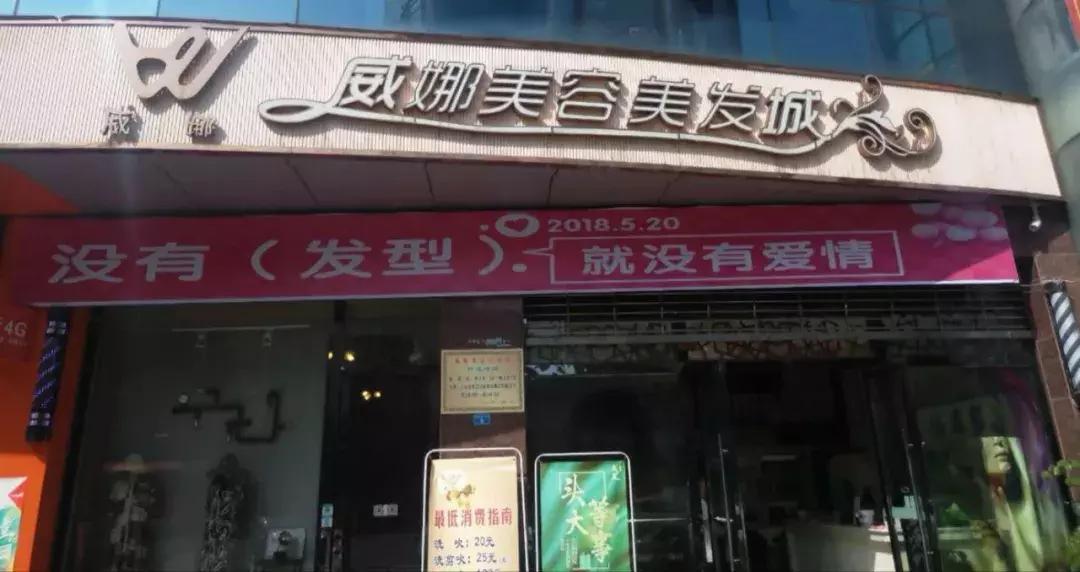 威娜
威娜美容美发城
2018.5.20
没有（发型）.
就没有爱情
4G
最低消费指南
洗 吹：20元
洗剪吹：25元
头等
大事